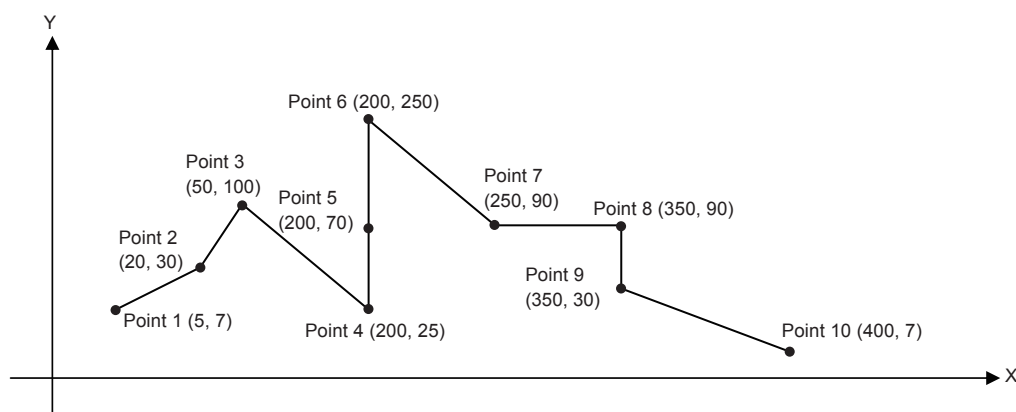 Y
Point 6 (200, 250)
Point 3
(50, 100)
Point 7
(250, 90)
Point 5
(200, 70)
Point 8 (350, 90)
Point 2
(20, 30)
Point 9
(350, 30)
Point 1 (5, 7)
Point 4 (200, 25)
Point 10 (400, 7)
X